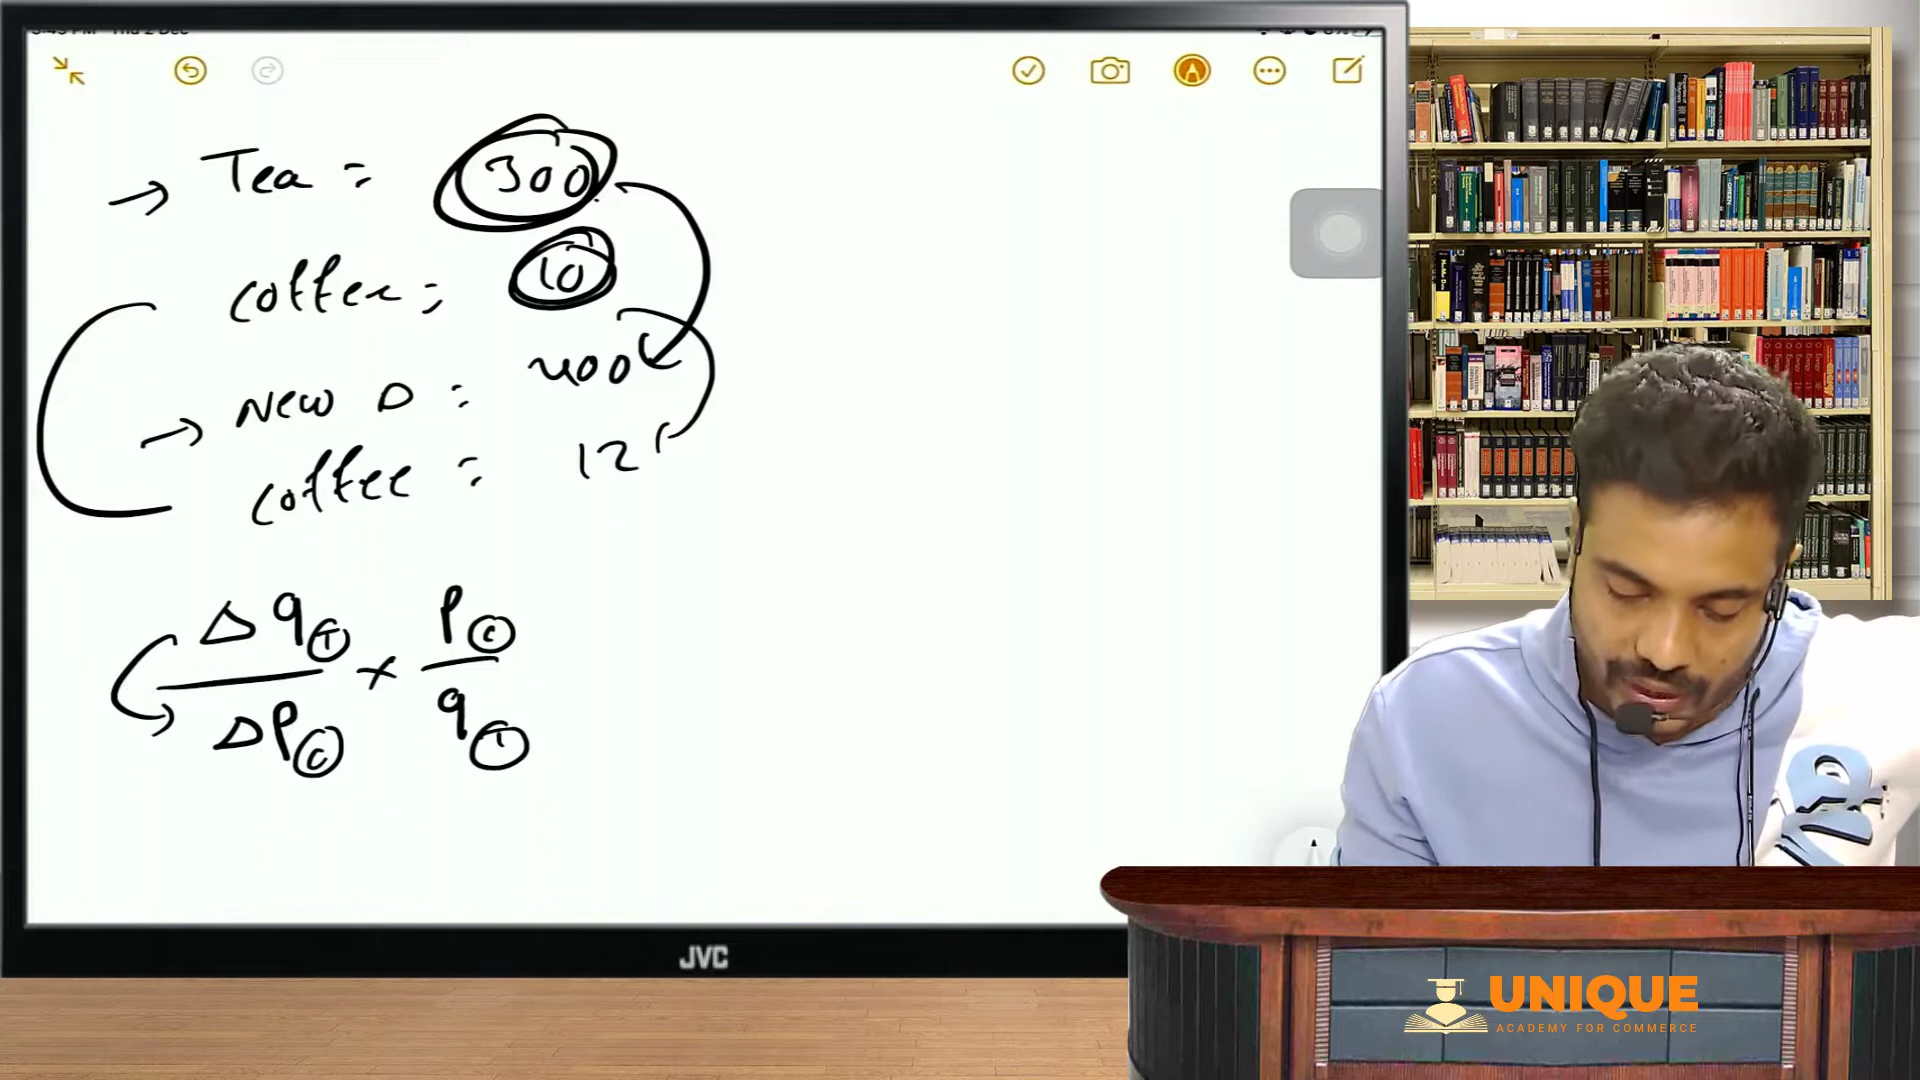 → Tea = 300
coffee = 10
→ New D = 400
coffee = 12
Δq(T) / ΔP(c) × P(c) / q(T)
JVC
UNIQUE
ACADEMY FOR COMMERCE